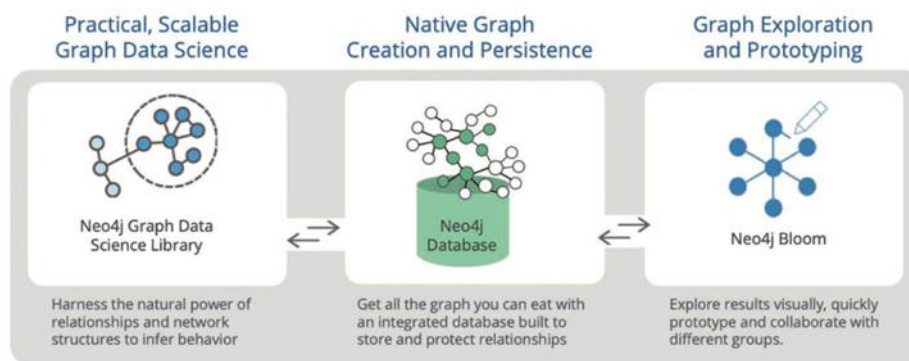 Practical, Scalable
Graph Data Science
Native Graph
Creation and Persistence
Graph Exploration
and Prototyping
Neo4j Graph Data
Science Library
Neo4j
Database
Neo4j Bloom
Harness the natural power of
relationships and network
structures to infer behavior
Get all the graph you can eat with
an integrated database built to
store and protect relationships
Explore results visually, quickly
prototype and collaborate with
different groups.